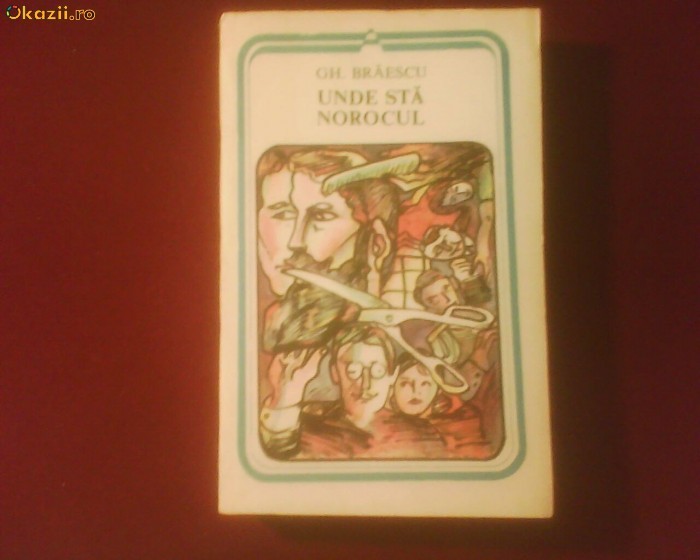 Okazii.ro
GH. BRĂESCU
UNDE STĂ
NOROCUL